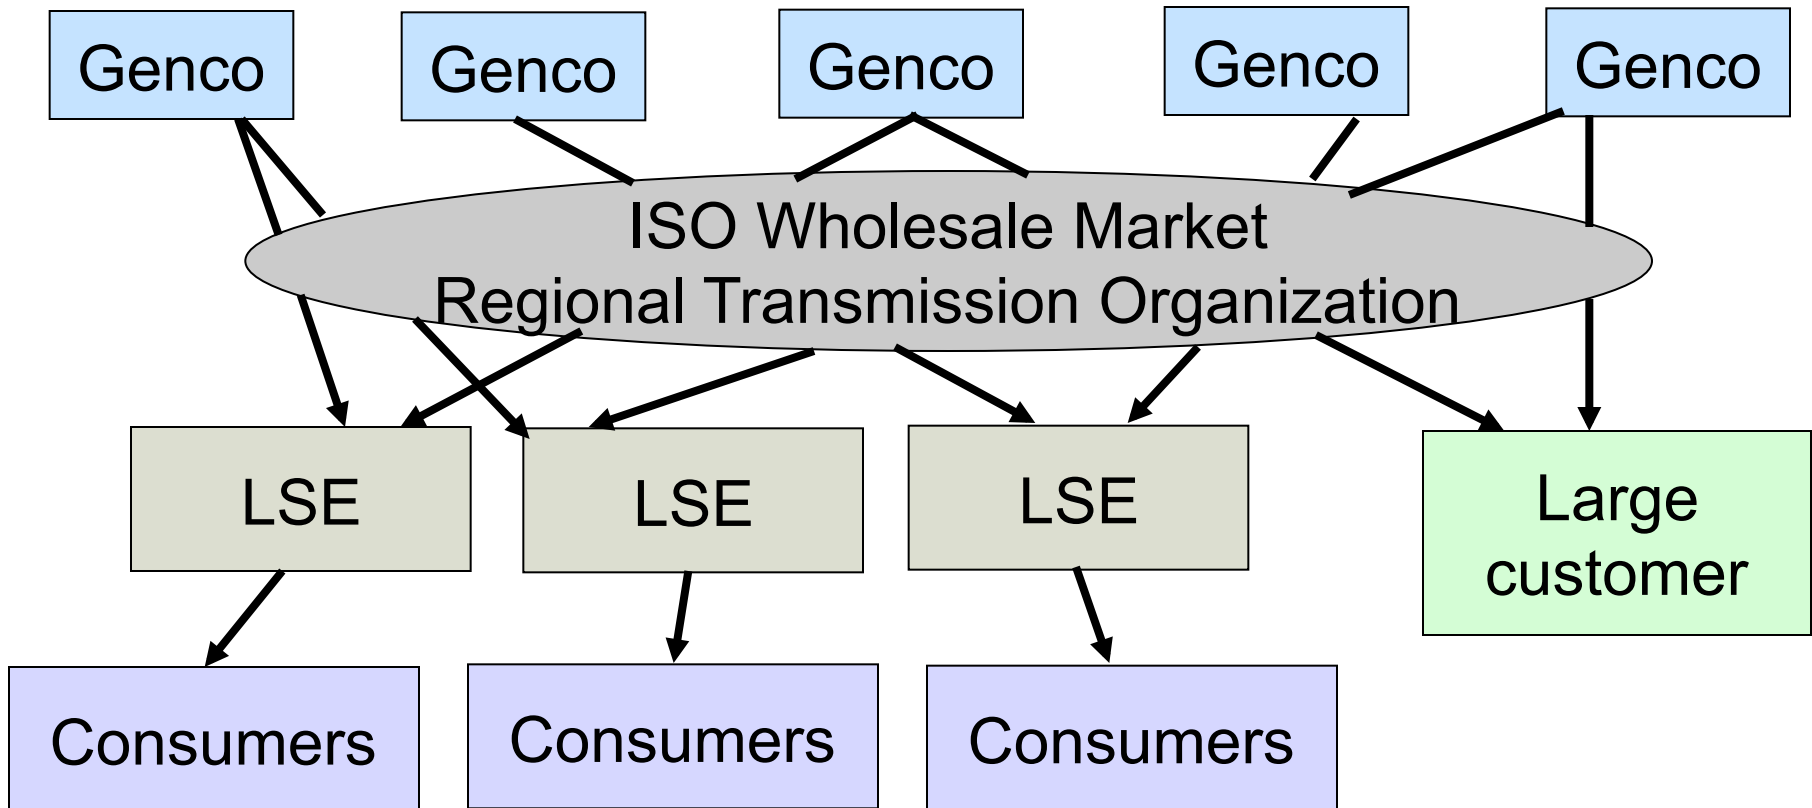 Genco
Genco
Genco
Genco
Genco
ISO Wholesale Market
Regional Transmission Organization
LSE
LSE
LSE
Large
customer
Consumers
Consumers
Consumers